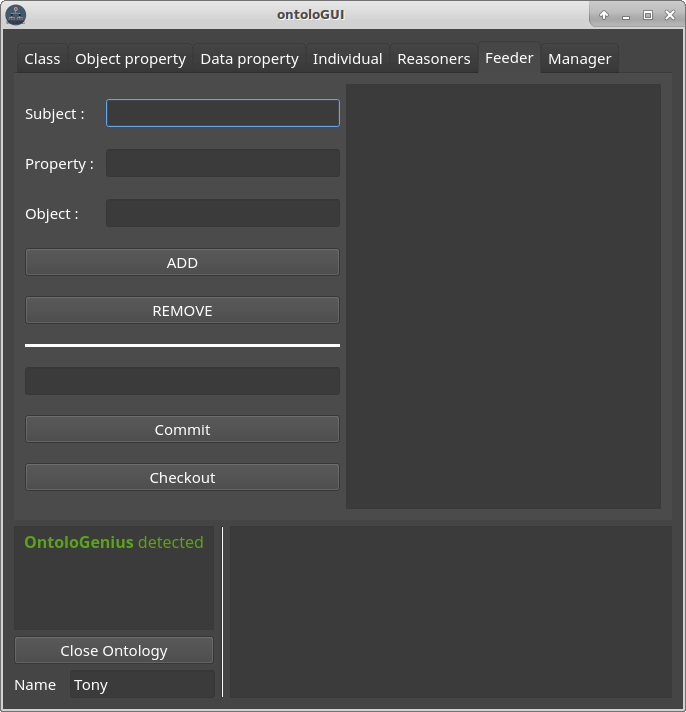 ontoloGUI
Class Object property Data property Individual Reasoners Feeder Manager
Subject :
Property :
Object :
ADD
REMOVE
Commit
Checkout
OntoloGenius detected
Close Ontology
Name Tony